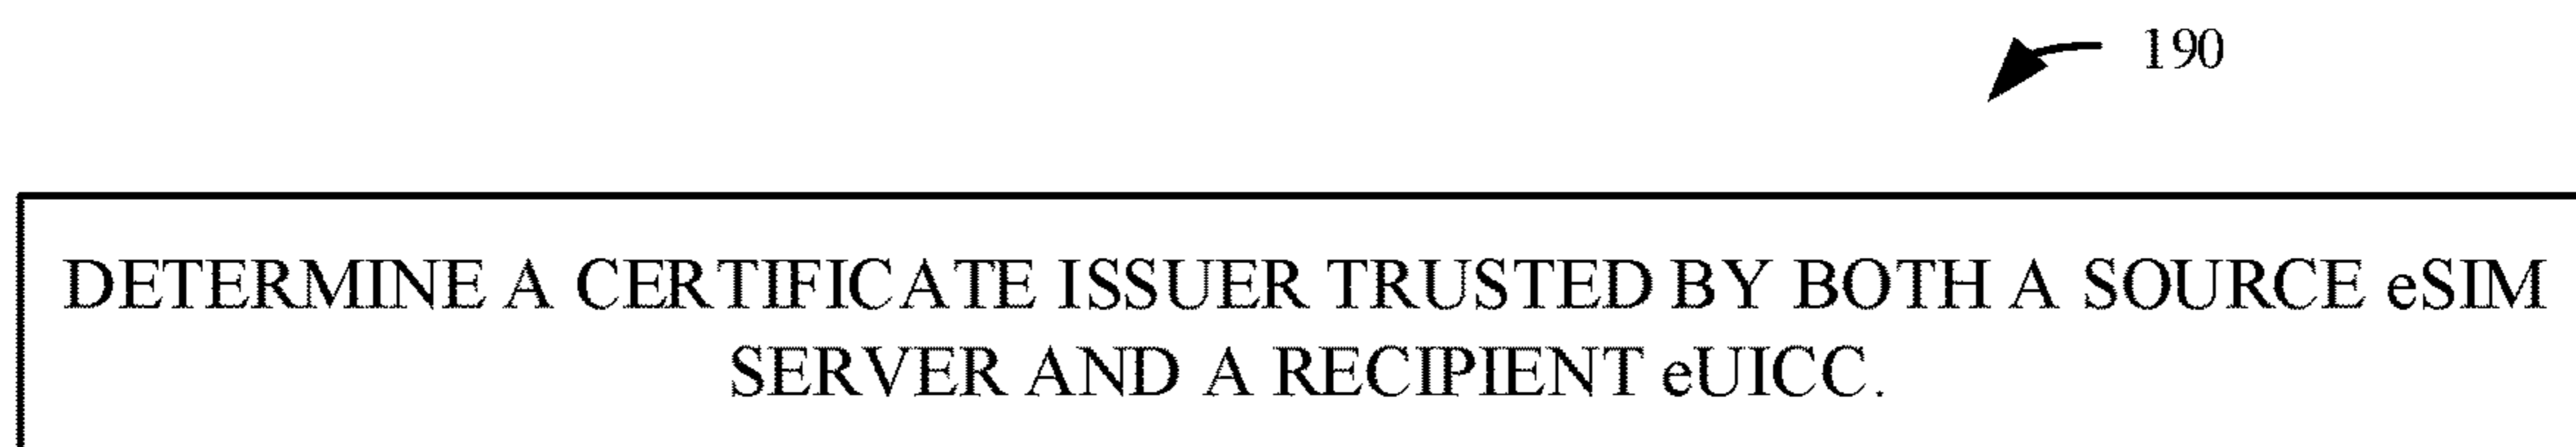 190
DETERMINE A CERTIFICATE ISSUER TRUSTED BY BOTH A SOURCE eSIM
SERVER AND A RECIPIENT eUICC.